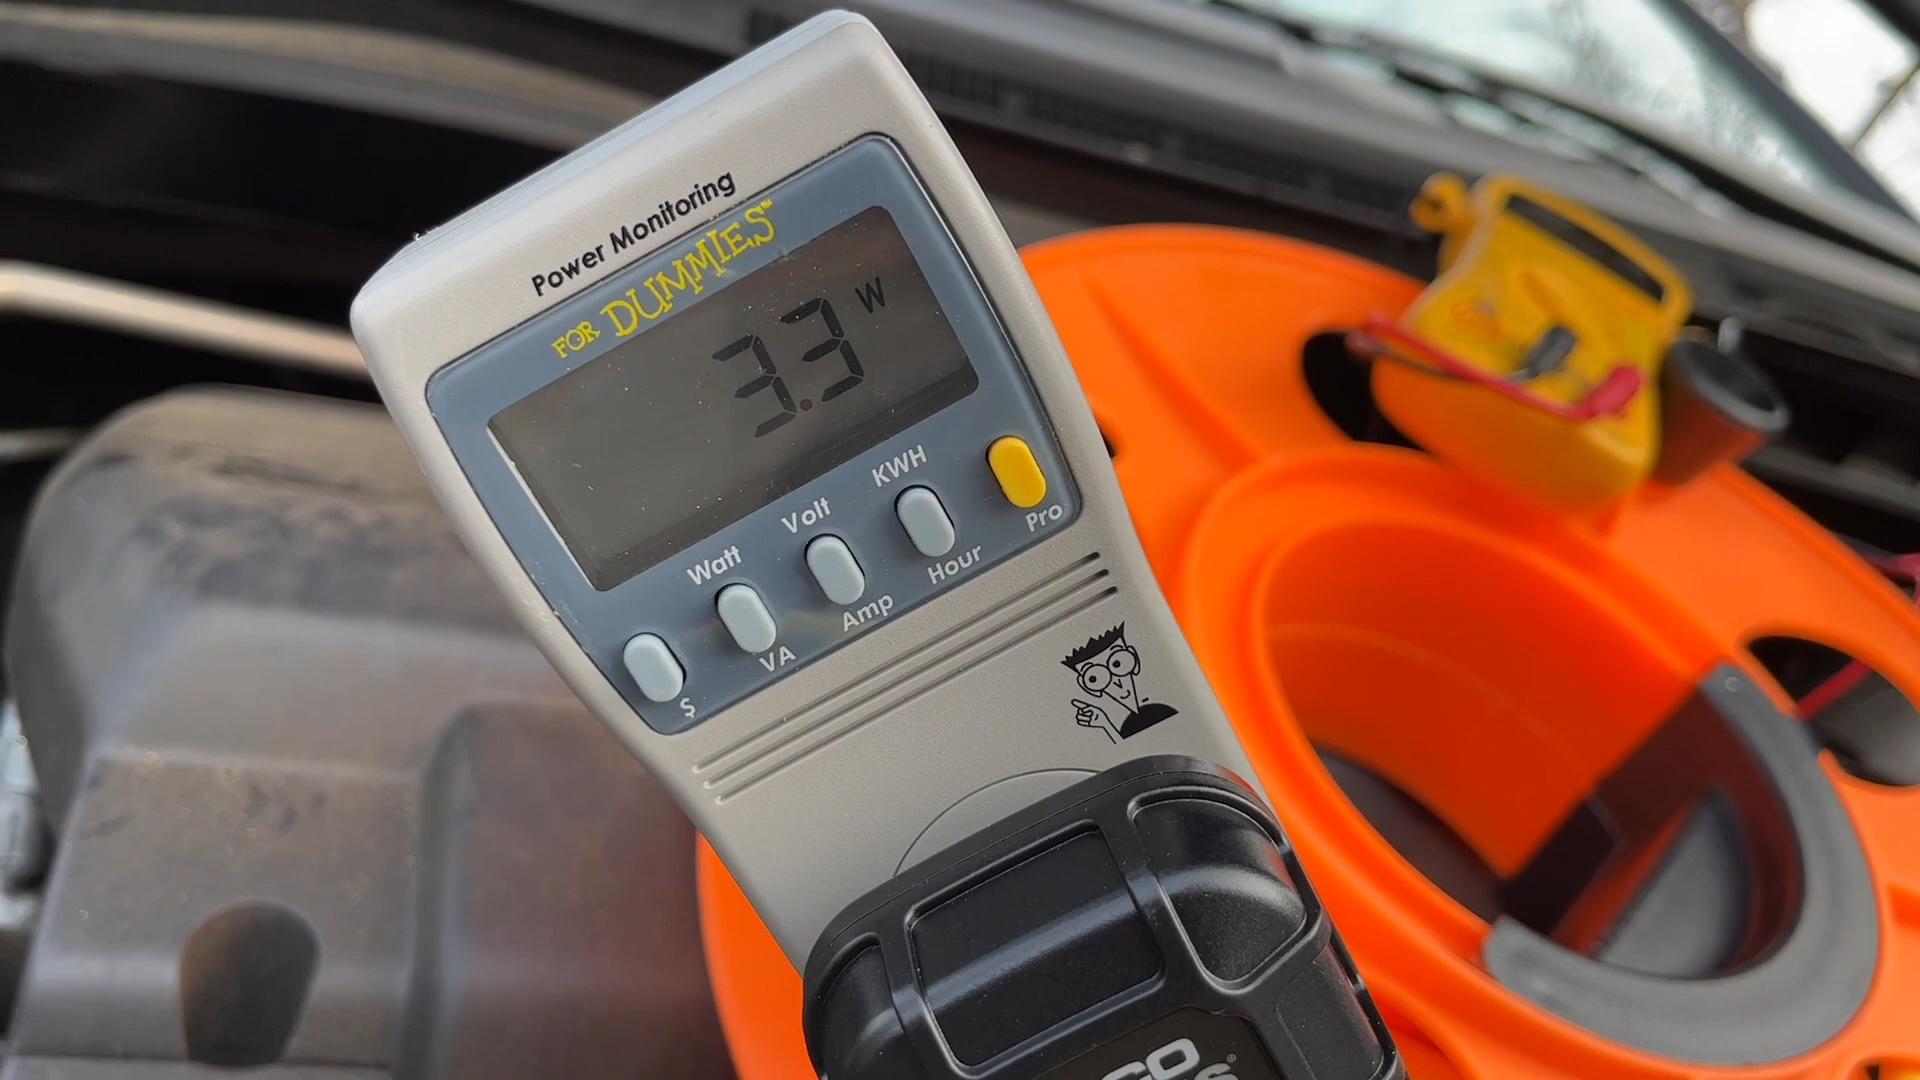 Power Monitoring
FOR DUMMIES™
3.3 W
KWH
Volt
Watt
Pro
Hour
Amp
VA
$